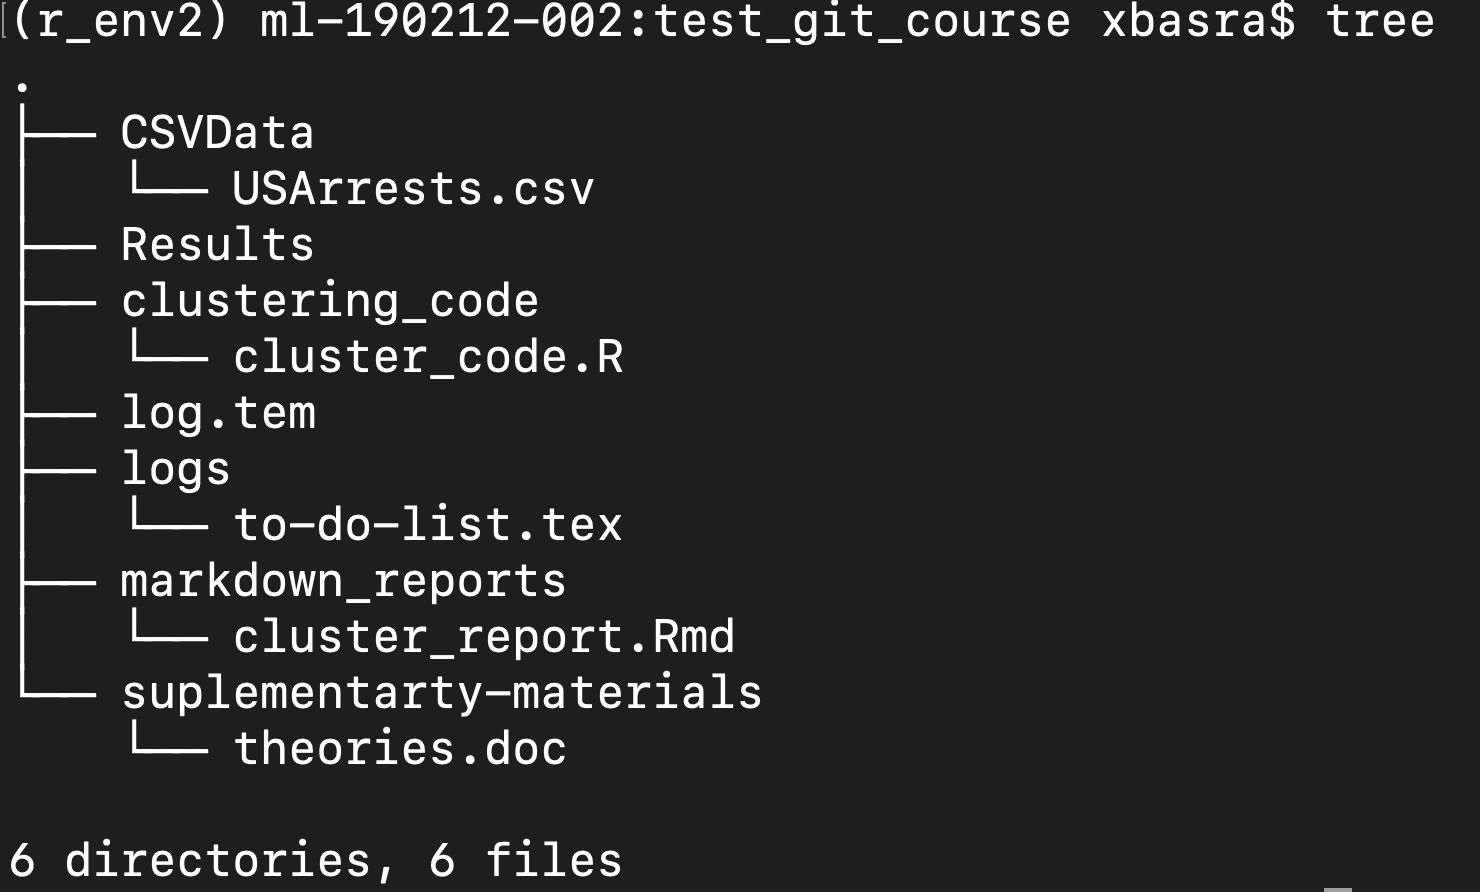 (r_env2) ml-190212-002:test_git_course xbasra$ tree
.
├── CSVData
│   └── USArrests.csv
├── Results
├── clustering_code
│   └── cluster_code.R
├── log.tem
├── logs
│   └── to-do-list.tex
├── markdown_reports
│   └── cluster_report.Rmd
└── suplementarty-materials
    └── theories.doc
6 directories, 6 files